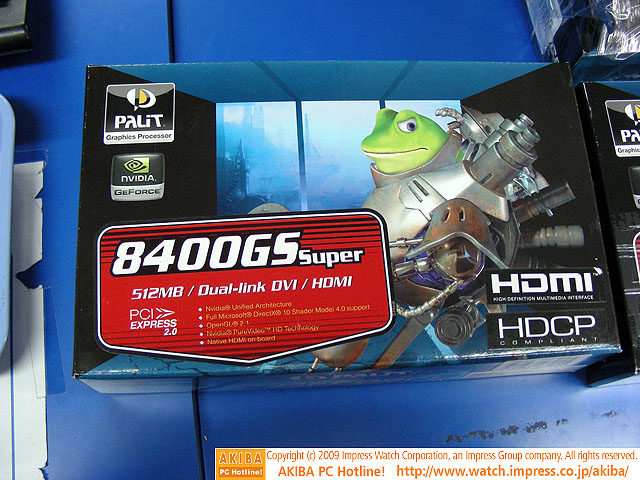 PALiT
Graphics Processor
NVIDIA.
GEFORCE
8400GS Super
512MB / Dual-link DVI / HDMI
PCI
EXPRESS
2.0
• Nvidia® Unified Architecture
• Full Microsoft® DirectX® 10 Shader Model 4.0 support
• OpenGL® 2.1
• Nvidia® PureVideo™ HD Technology
• Native HDMI on board
HDMI
HIGH DEFINITION MULTIMEDIA INTERFACE
HDCP
COMPLIANT
PALiT
AKIBA
PC Hotline!
Copyright (c) 2009 Impress Watch Corporation, an Impress Group company. All rights reserved.
AKIBA PC Hotline! http://www.watch.impress.co.jp/akiba/